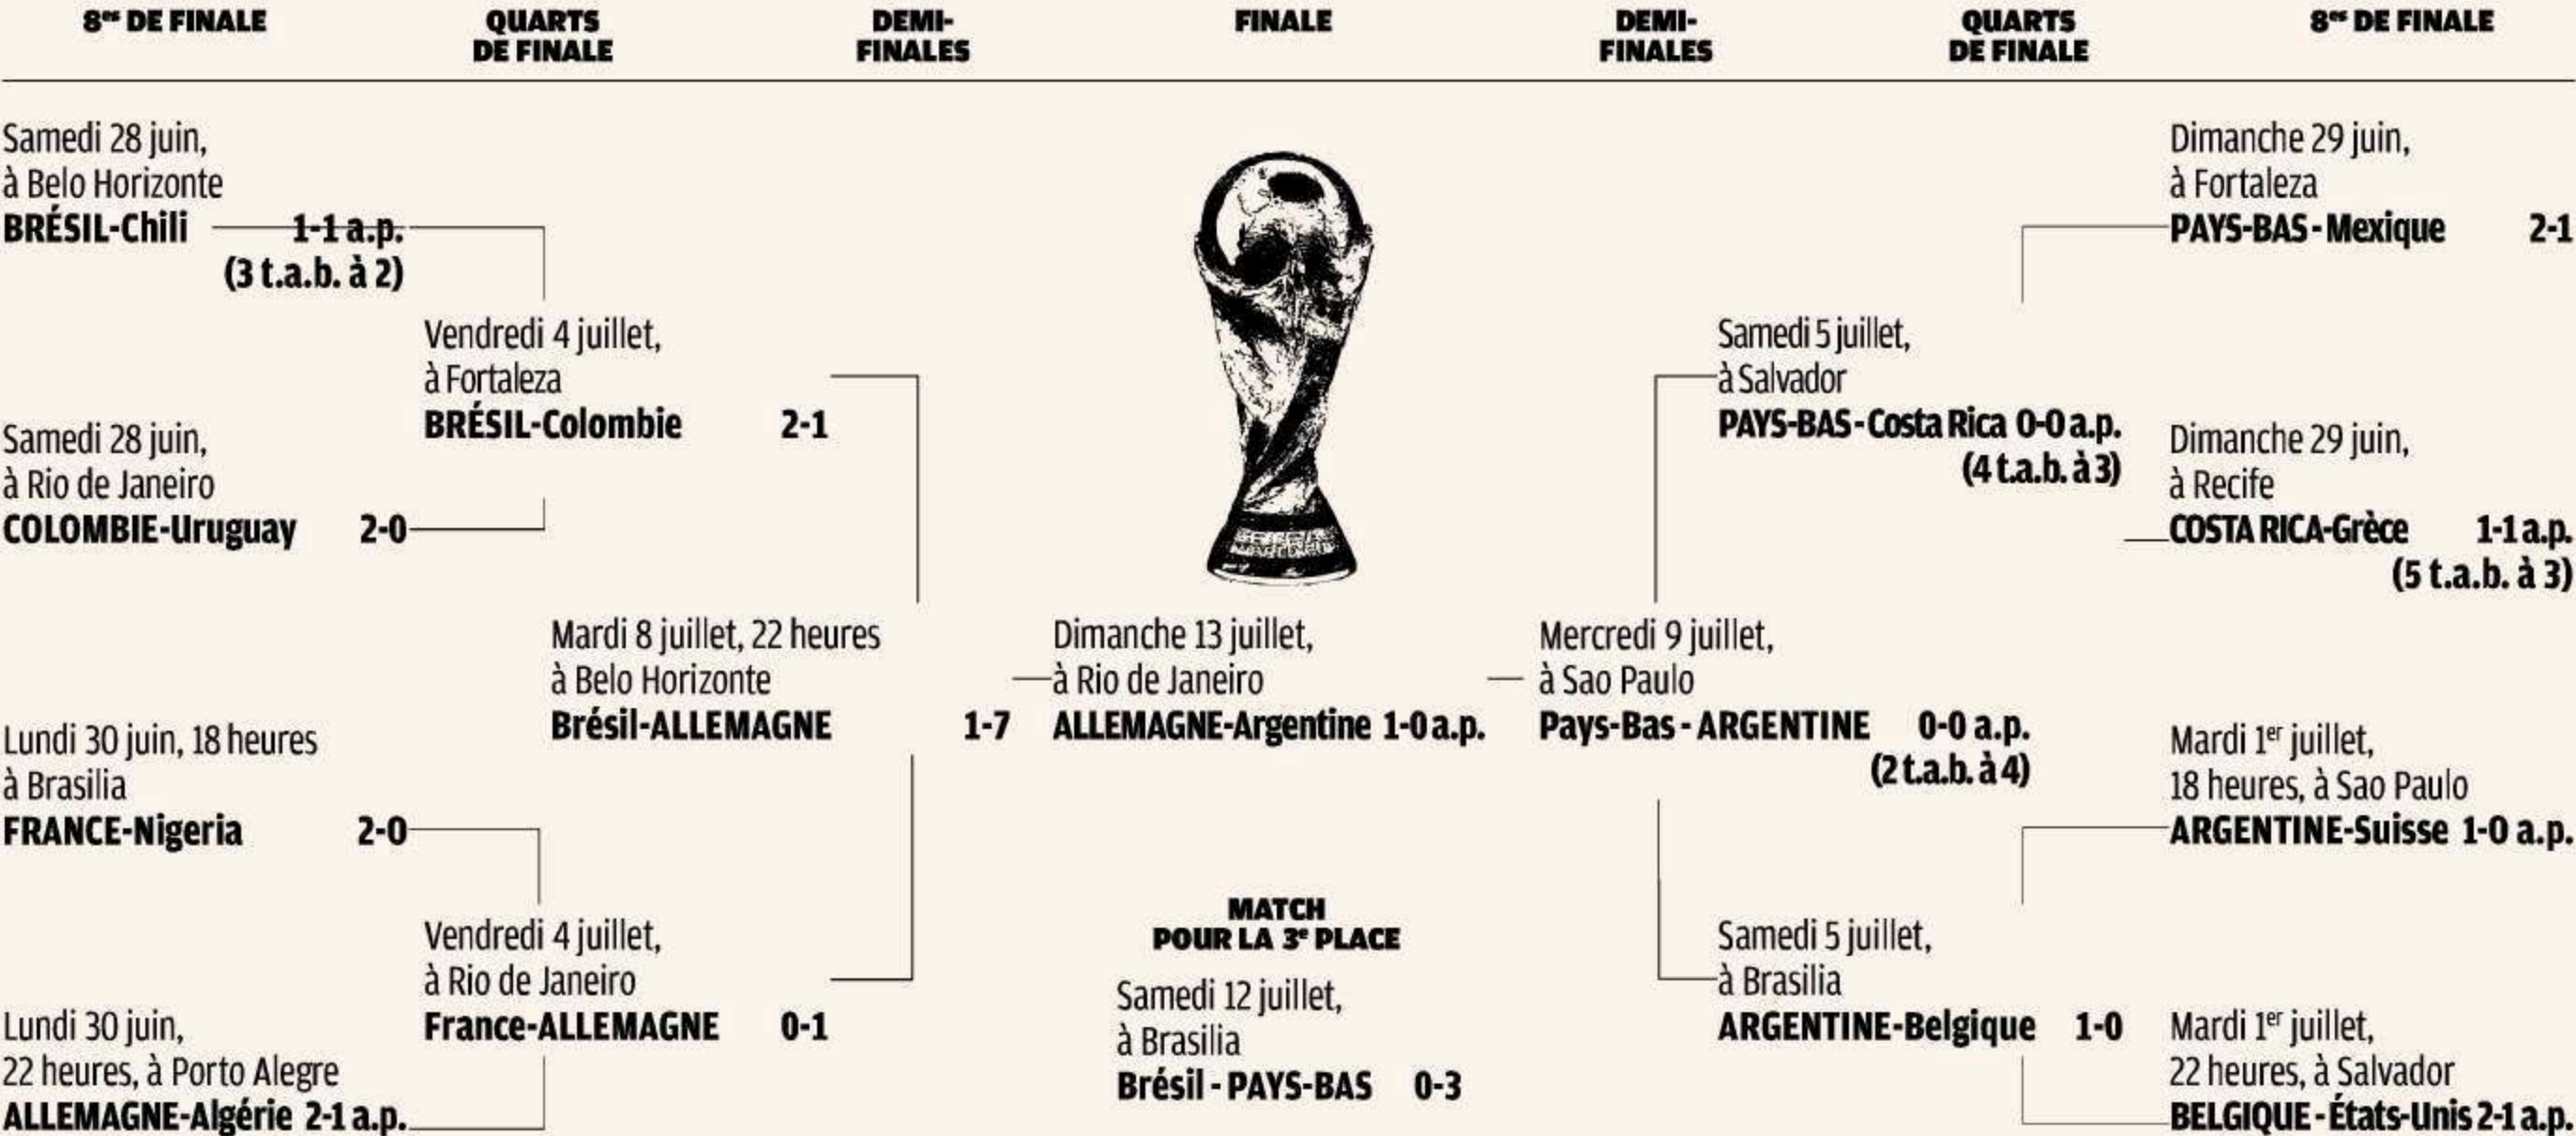 8es DE FINALE
QUARTS
DE FINALE
DEMI-
FINALES
FINALE
DEMI-
FINALES
QUARTS
DE FINALE
8es DE FINALE
Samedi 28 juin,
à Belo Horizonte
BRÉSIL-Chili 1-1 a.p.
(3 t.a.b. à 2)
Samedi 28 juin,
à Rio de Janeiro
COLOMBIE-Uruguay 2-0
Lundi 30 juin, 18 heures
à Brasilia
FRANCE-Nigeria 2-0
Lundi 30 juin,
22 heures, à Porto Alegre
ALLEMAGNE-Algérie 2-1 a.p.
Vendredi 4 juillet,
à Fortaleza
BRÉSIL-Colombie 2-1
Vendredi 4 juillet,
à Rio de Janeiro
France-ALLEMAGNE 0-1
Mardi 8 juillet, 22 heures
à Belo Horizonte
Brésil-ALLEMAGNE 1-7
Dimanche 13 juillet,
à Rio de Janeiro
ALLEMAGNE-Argentine 1-0 a.p.
MATCH
POUR LA 3e PLACE
Samedi 12 juillet,
à Brasilia
Brésil - PAYS-BAS 0-3
Mercredi 9 juillet,
à Sao Paulo
Pays-Bas - ARGENTINE 0-0 a.p.
(2 t.a.b. à 4)
Samedi 5 juillet,
à Salvador
PAYS-BAS - Costa Rica 0-0 a.p.
(4 t.a.b. à 3)
Samedi 5 juillet,
à Brasilia
ARGENTINE-Belgique 1-0
Dimanche 29 juin,
à Fortaleza
PAYS-BAS - Mexique 2-1
Dimanche 29 juin,
à Recife
COSTA RICA-Grèce 1-1 a.p.
(5 t.a.b. à 3)
Mardi 1er juillet,
18 heures, à Sao Paulo
ARGENTINE-Suisse 1-0 a.p.
Mardi 1er juillet,
22 heures, à Salvador
BELGIQUE - États-Unis 2-1 a.p.